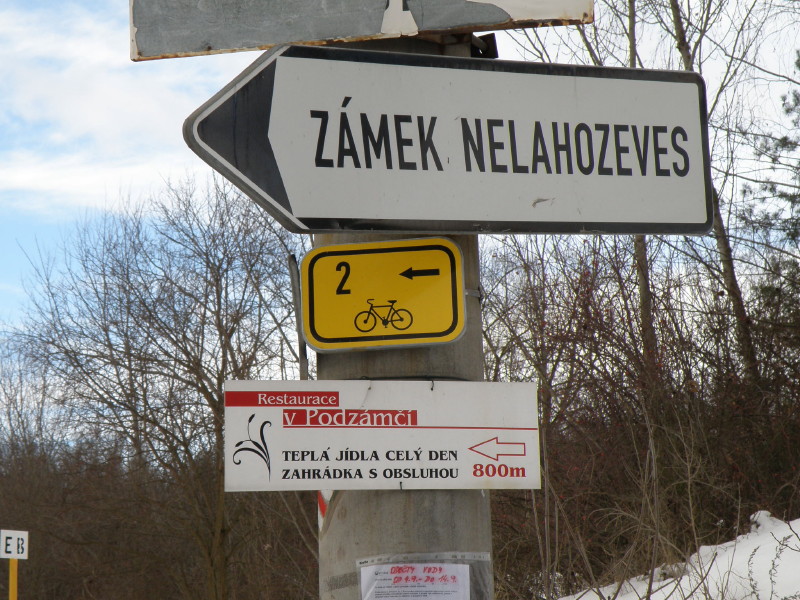 ZÁMEK NELAHOZEVES
2
Restaurace
v Podzámčí
TEPLÁ JÍDLA CELÝ DEN
ZAHRÁDKA S OBSLUHOU
800m